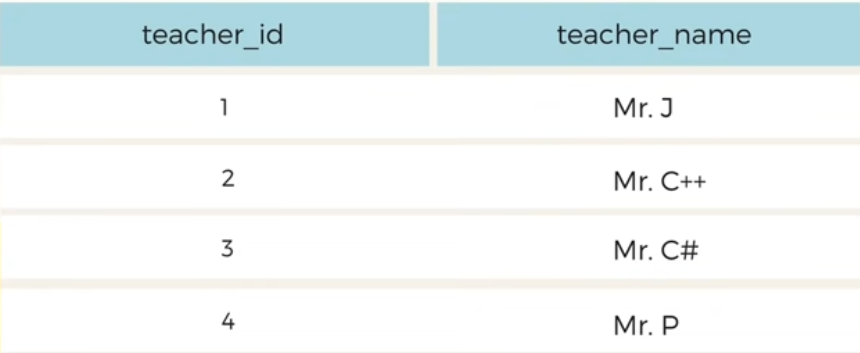 teacher_id teacher_name
1 Mr. J
2 Mr. C++
3 Mr. C#
4 Mr. P